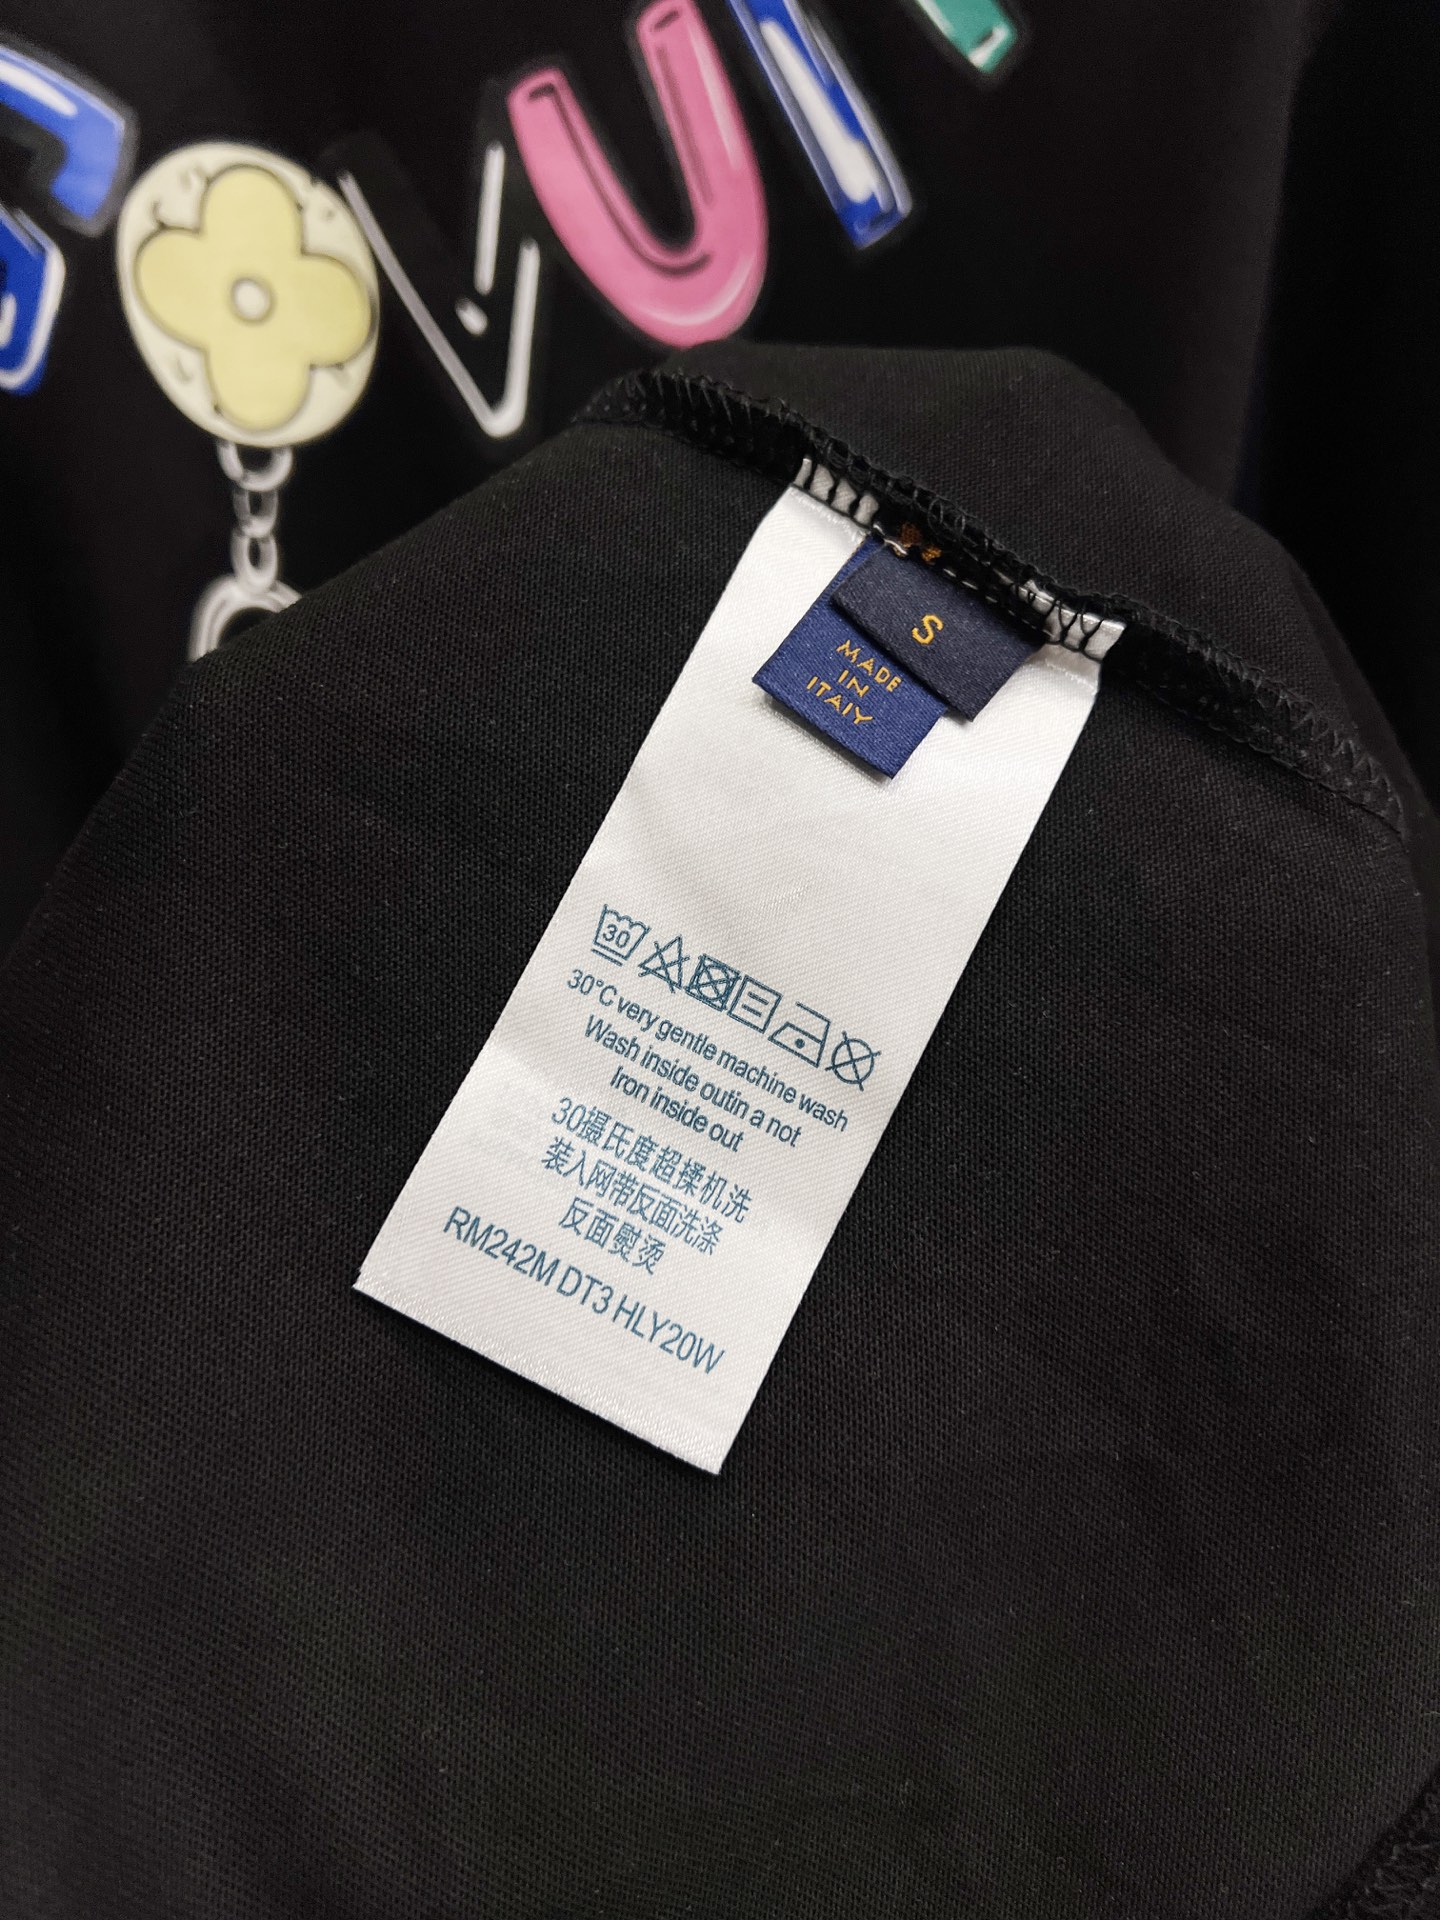 VUI
S
MADE
IN
ITAIY
30
30°C very gentle machine wash
Wash inside outin a not
Iron inside out
30摄氏度超揉机洗
装入网带反面洗涤
反面熨烫
RM242M DT3 HLY20W